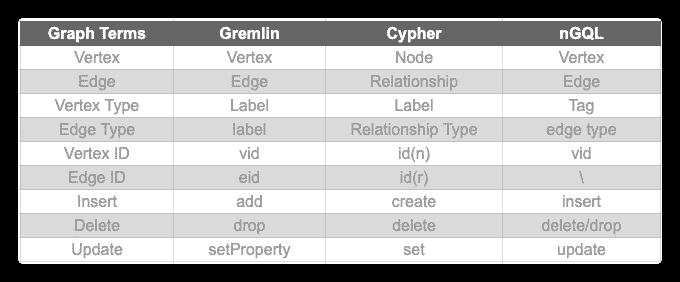 Graph Terms Gremlin Cypher nGQL
Vertex Vertex Node Vertex
Edge Edge Relationship Edge
Vertex Type Label Label Tag
Edge Type label Relationship Type edge type
Vertex ID vid id(n) vid
Edge ID eid id(r) \
Insert add create insert
Delete drop delete delete/drop
Update setProperty set update